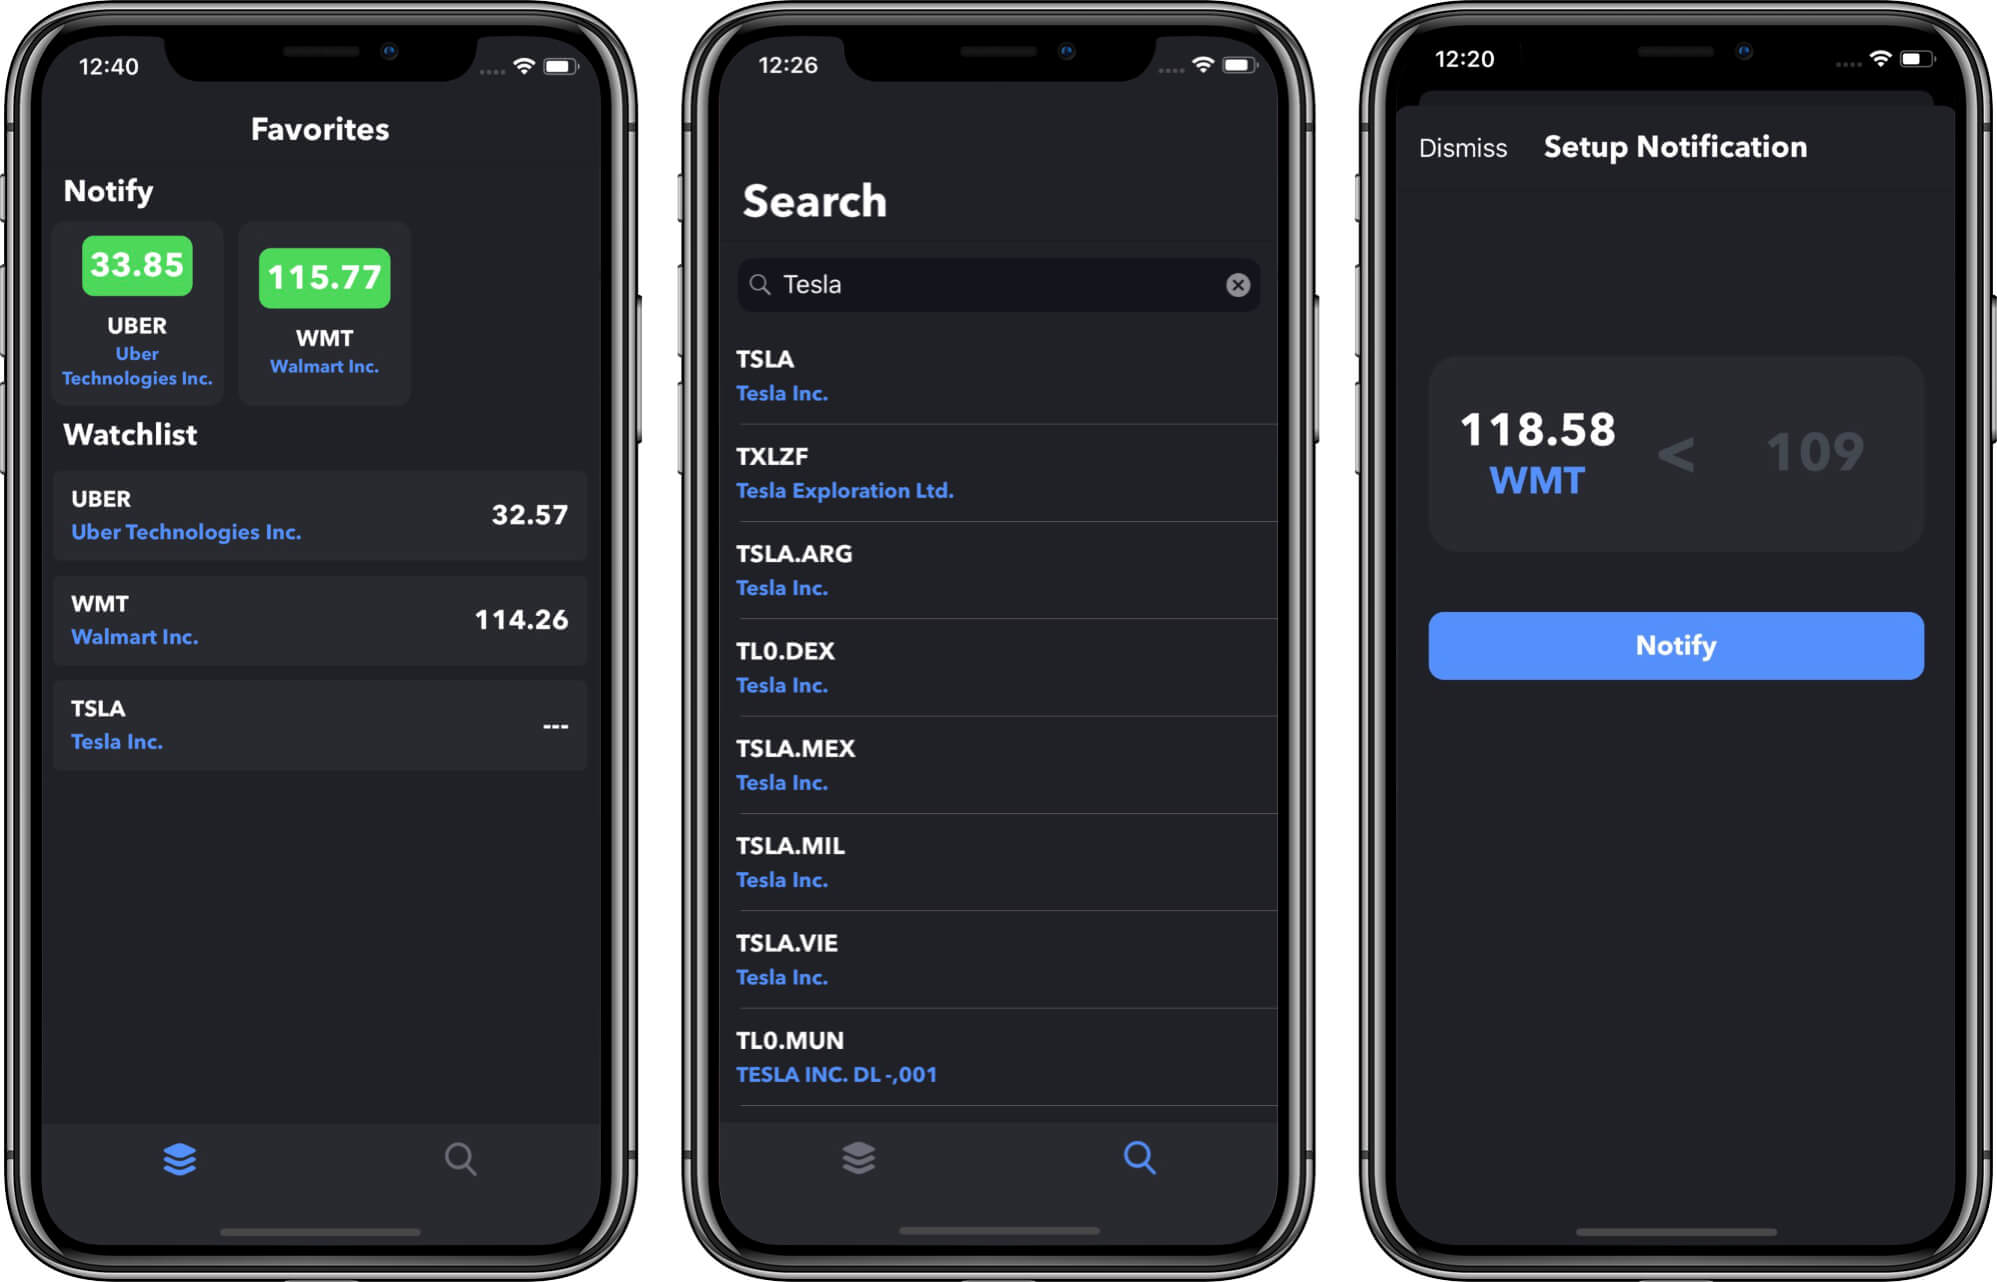 12:40
Favorites
Notify
33.85
UBER
Uber
Technologies Inc.
115.77
WMT
Walmart Inc.
Watchlist
UBER
Uber Technologies Inc.
32.57
WMT
Walmart Inc.
114.26
TSLA
Tesla Inc.
---
12:26
Search
Tesla
TSLA
Tesla Inc.
TXLZF
Tesla Exploration Ltd.
TSLA.ARG
Tesla Inc.
TL0.DEX
Tesla Inc.
TSLA.MEX
Tesla Inc.
TSLA.MIL
Tesla Inc.
TSLA.VIE
Tesla Inc.
TL0.MUN
TESLA INC. DL -,001
12:20
Dismiss
Setup Notification
118.58
WMT
<
109
Notify